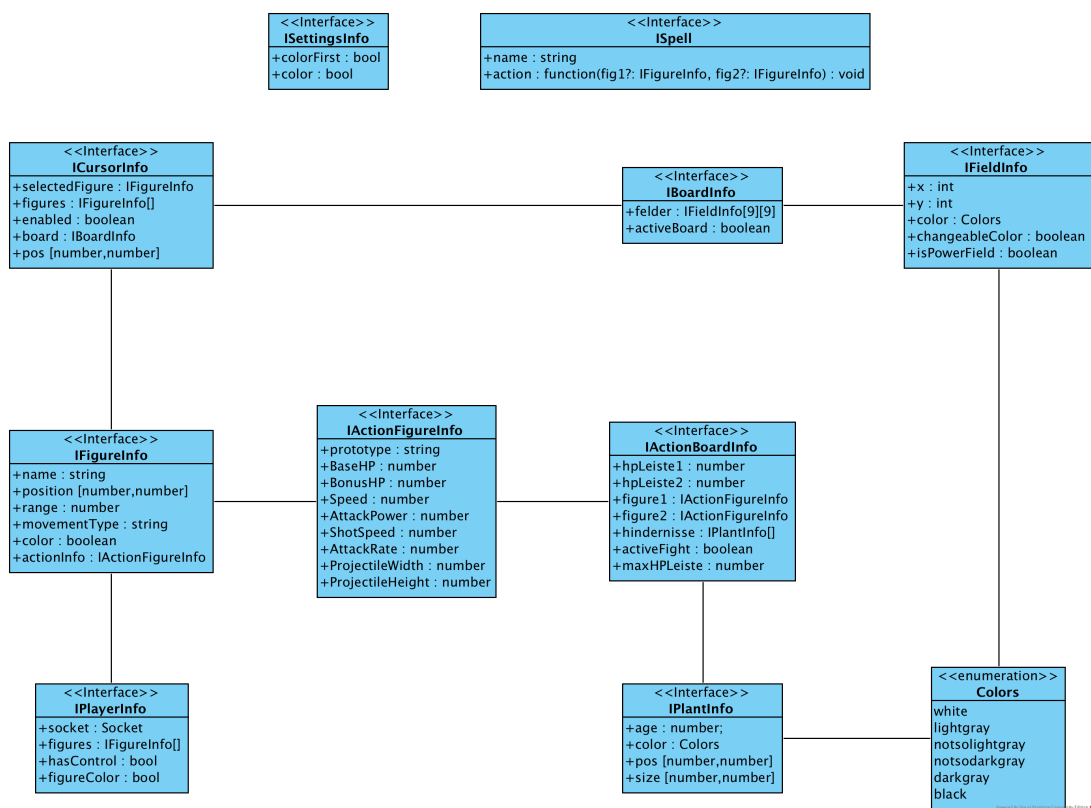 <<Interface>>
ISettingsInfo
+colorFirst : bool
+color : bool
<<Interface>>
ISpell
+name : string
+action : function(fig1?: IFigureInfo, fig2?: IFigureInfo) : void
<<Interface>>
ICursorInfo
+selectedFigure : IFigureInfo
+figures : IFigureInfo[]
+enabled : boolean
+board : IBoardInfo
+pos [number,number]
<<Interface>>
IBoardInfo
+felder : IFieldInfo[9][9]
+activeBoard : boolean
<<Interface>>
IFieldInfo
+x : int
+y : int
+color : Colors
+changeableColor : boolean
+isPowerField : boolean
<<Interface>>
IFigureInfo
+name : string
+position [number,number]
+range : number
+movementType : string
+color : boolean
+actionInfo : IActionFigureInfo
<<Interface>>
IActionFigureInfo
+prototype : string
+BaseHP : number
+BonusHP : number
+Speed : number
+AttackPower : number
+ShotSpeed : number
+AttackRate : number
+ProjectileWidth : number
+ProjectileHeight : number
<<Interface>>
IActionBoardInfo
+hpLeiste1 : number
+hpLeiste2 : number
+figure1 : IActionFigureInfo
+figure2 : IActionFigureInfo
+hindernisse : IPlantInfo[]
+activeFight : boolean
+maxHPLeiste : number
<<Interface>>
IPlayerInfo
+socket : Socket
+figures : IFigureInfo[]
+hasControl : bool
+figureColor : bool
<<Interface>>
IPlantInfo
+age : number;
+color : Colors
+pos [number,number]
+size [number,number]
<<enumeration>>
Colors
white
lightgray
notsolightgray
notsodarkgray
darkgray
black